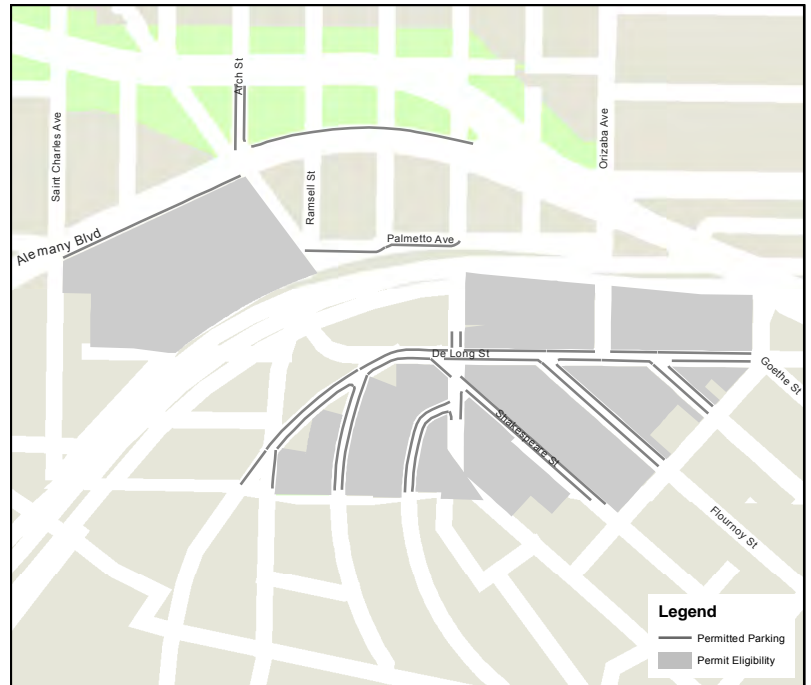 Arch St
Saint Charles Ave
Orizaba Ave
Ramsell St
Alemany Blvd
Palmetto Ave
De Long St
Goethe St
Shakespeare St
Flournoy St
Legend
Permitted Parking
Permit Eligibility